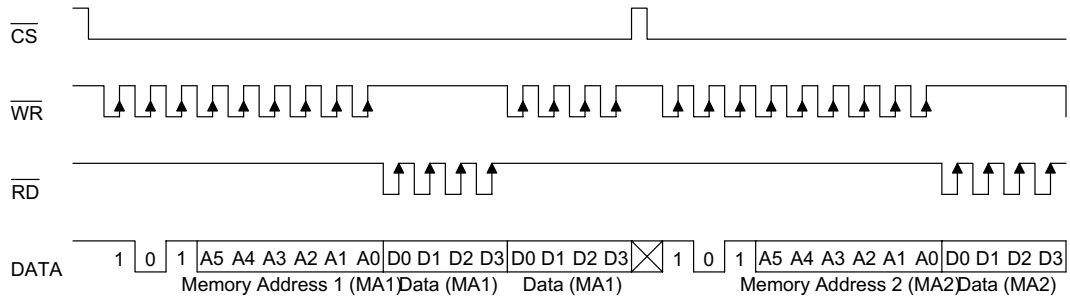 CS
WR
RD
DATA 1 0 1 A5 A4 A3 A2 A1 A0 D0 D1 D2 D3 D0 D1 D2 D3 1 0 1 A5 A4 A3 A2 A1 A0 D0 D1 D2 D3
Memory Address 1 (MA1) Data (MA1) Data (MA1) Memory Address 2 (MA2) Data (MA2)